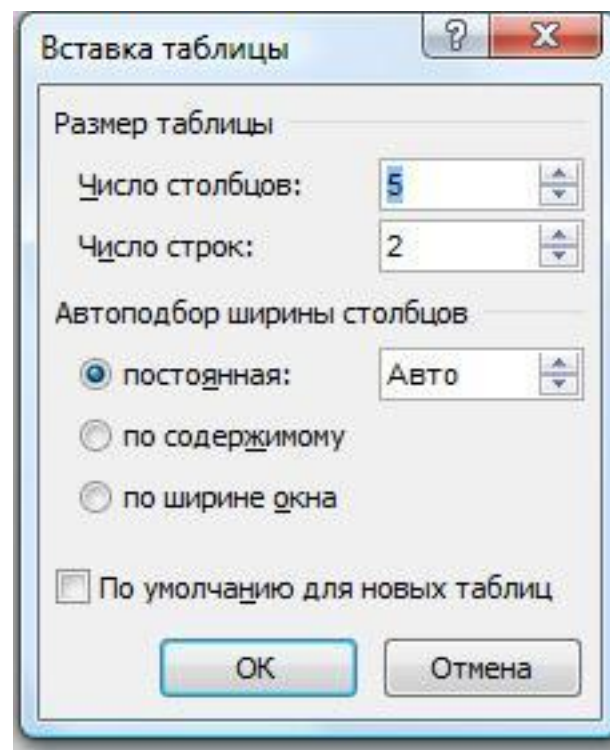 Вставка таблицы
Размер таблицы
Число столбцов: 5
Число строк: 2
Автоподбор ширины столбцов
постоянная: Авто
по содержимому
по ширине окна
По умолчанию для новых таблиц
ОК Отмена